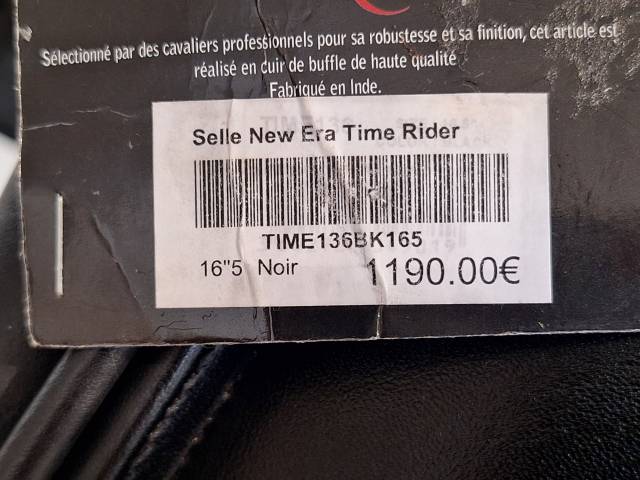 Sélectionné par des cavaliers professionnels pour sa robustesse et sa finition, cet article est
réalisé en cuir de buffle de haute qualité
Fabriqué en Inde.
Selle New Era Time Rider
TIME136BK165
16"5 Noir 1190.00€